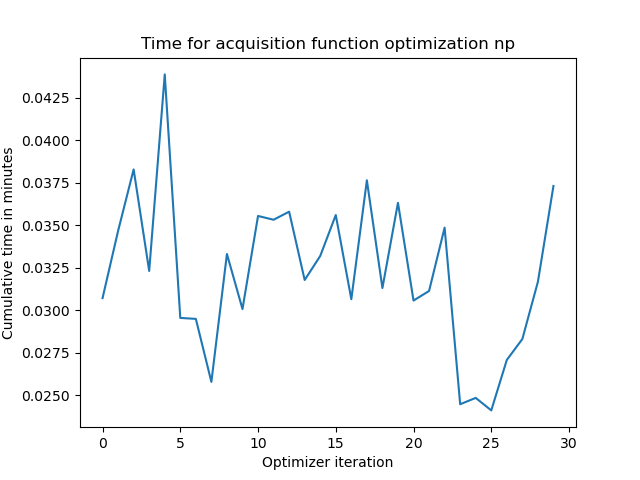 Time for acquisition function optimization np
Cumulative time in minutes
0.0425
0.0400
0.0375
0.0350
0.0325
0.0300
0.0275
0.0250
0 5 10 15 20 25 30
Optimizer iteration